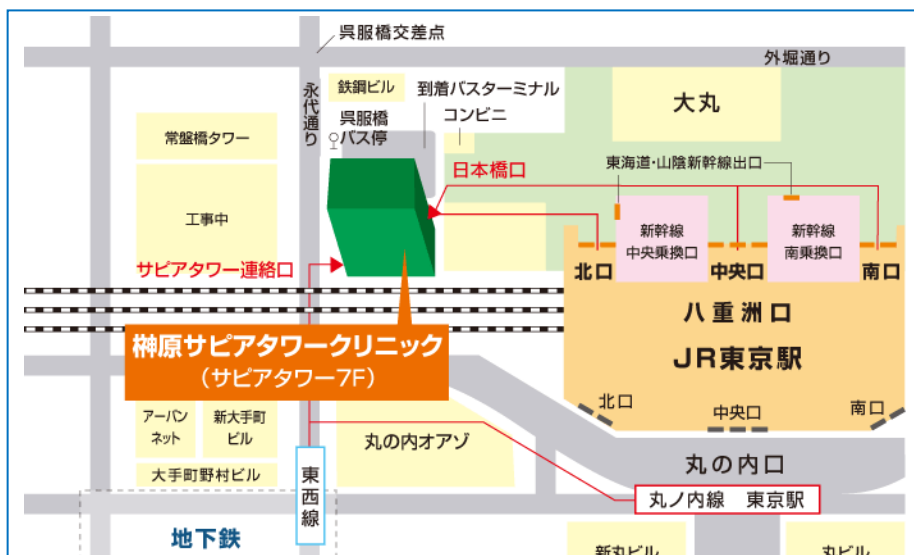 呉服橋交差点
外堀通り
永代通り
鉄鋼ビル
到着バスターミナル
コンビニ
大丸
呉服橋
バス停
常盤橋タワー
日本橋口
東海道・山陰新幹線出口
工事中
新幹線
中央乗換口
新幹線
南乗換口
サピアタワー連絡口
北口
中央口
南口
八重洲口
榊原サピアタワークリニック
(サピアタワー7F)
JR東京駅
北口
中央口
南口
アーバン
ネット
新大手町
ビル
丸の内オアゾ
丸の内口
大手町野村ビル
東西線
丸ノ内線 東京駅
地下鉄
新丸ビル
丸ビル